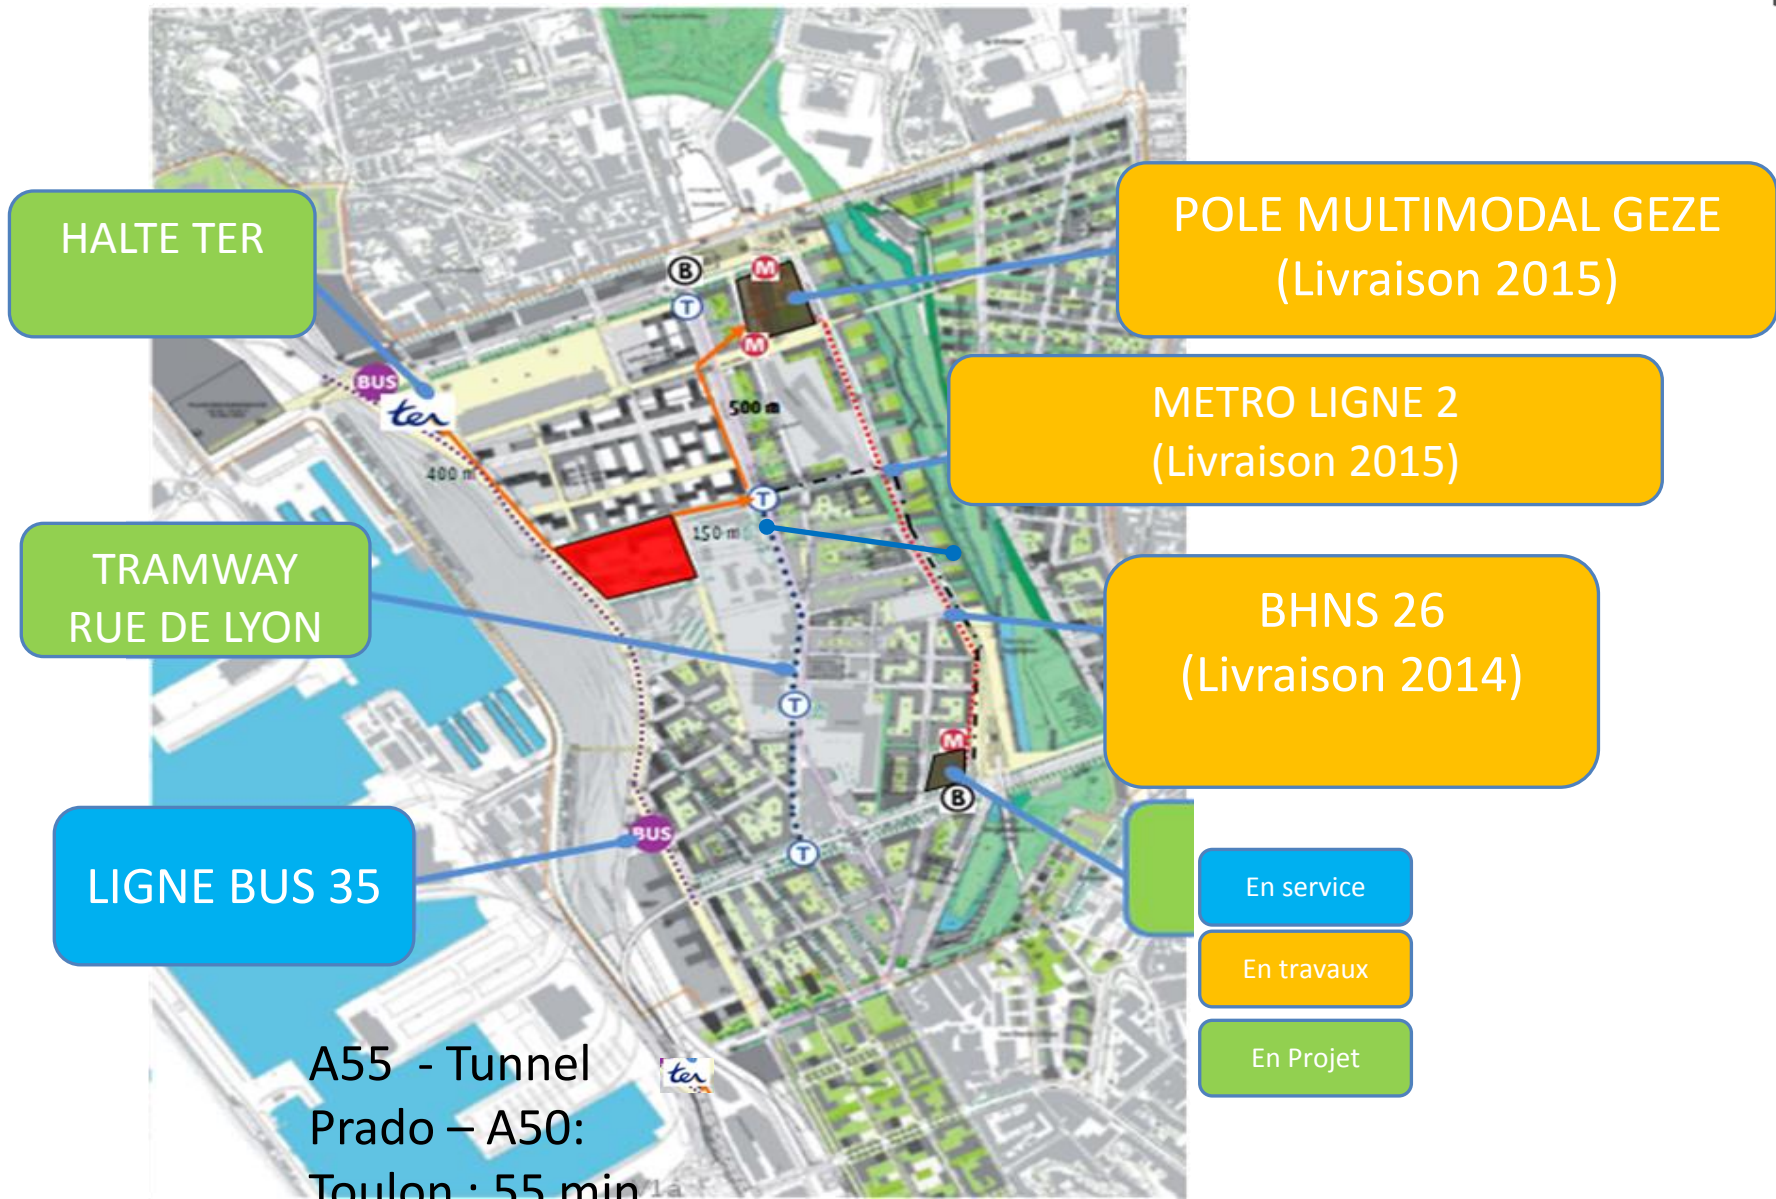 HALTE TER
POLE MULTIMODAL GEZE
(Livraison 2015)
B
M
T
M
BUS
ter
500 m
METRO LIGNE 2
(Livraison 2015)
400 m
T
150 m
TRAMWAY
RUE DE LYON
BHNS 26
(Livraison 2014)
T
M
B
BUS
T
LIGNE BUS 35
En service
En travaux
En Projet
A55 - Tunnel
Prado – A50:
Toulon : 55 min
ter